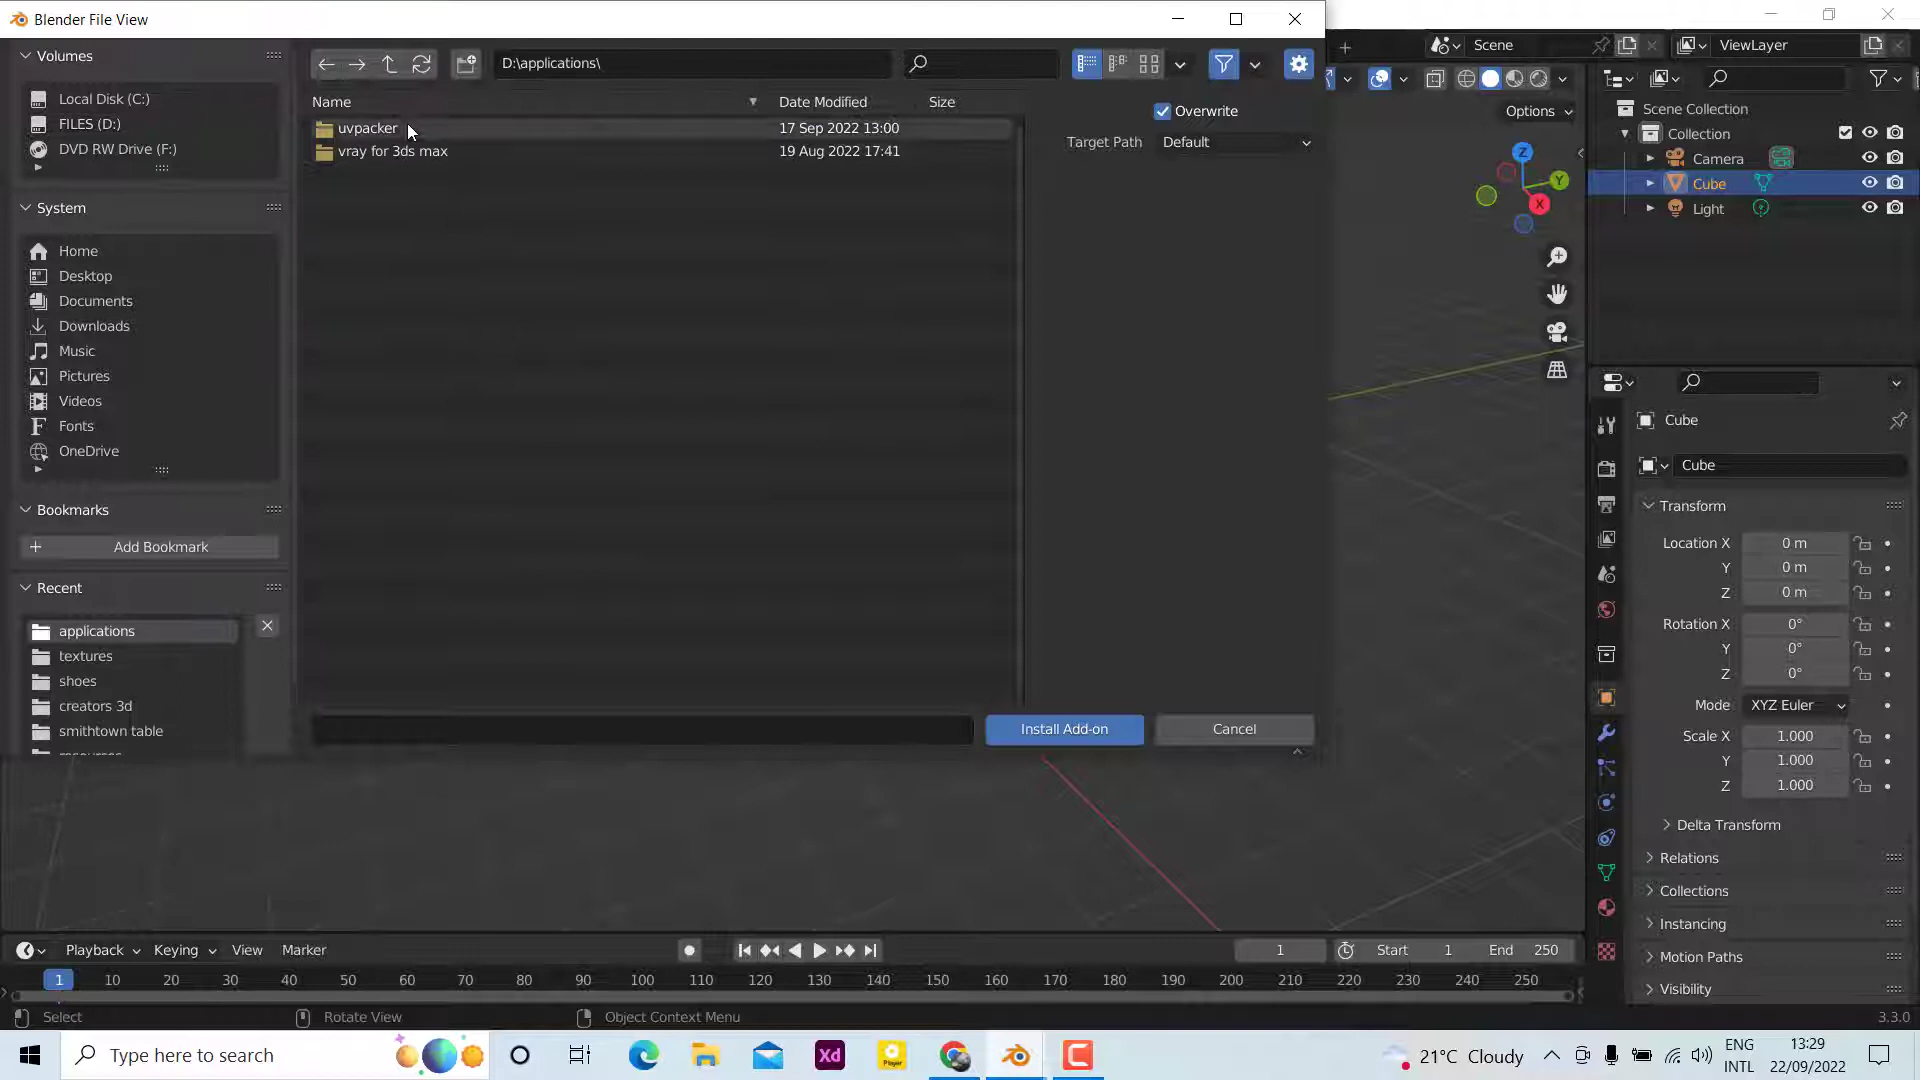 Blender File View
Volumes
Local Disk (C:)
FILES (D:)
DVD RW Drive (F:)
System
Home
Desktop
Documents
Downloads
Music
Pictures
Videos
Fonts
OneDrive
Bookmarks
Add Bookmark
Recent
applications
textures
shoes
creators 3d
smithtown table
D:\applications\
Name
Date Modified
Size
uvpacker
17 Sep 2022 13:00
vray for 3ds max
19 Aug 2022 17:41
Overwrite
Target Path
Default
Install Add-on
Cancel
Scene
ViewLayer
Options
X
Y
Z
Scene Collection
Collection
Camera
Cube
Light
Cube
Cube
Transform
Location X
0 m
Y
0 m
Z
0 m
Rotation X
0°
Y
0°
Z
0°
Mode
XYZ Euler
Scale X
1.000
Y
1.000
Z
1.000
Delta Transform
Relations
Collections
Instancing
Motion Paths
Visibility
Playback
Keying
View
Marker
1
Start
1
End
250
1
10
20
30
40
50
60
70
80
90
100
110
120
130
140
150
160
170
180
190
200
210
220
230
240
250
Select
Rotate View
Object Context Menu
3.3.0
Type here to search
Xd
Player
21°C Cloudy
ENG
INTL
13:29
22/09/2022